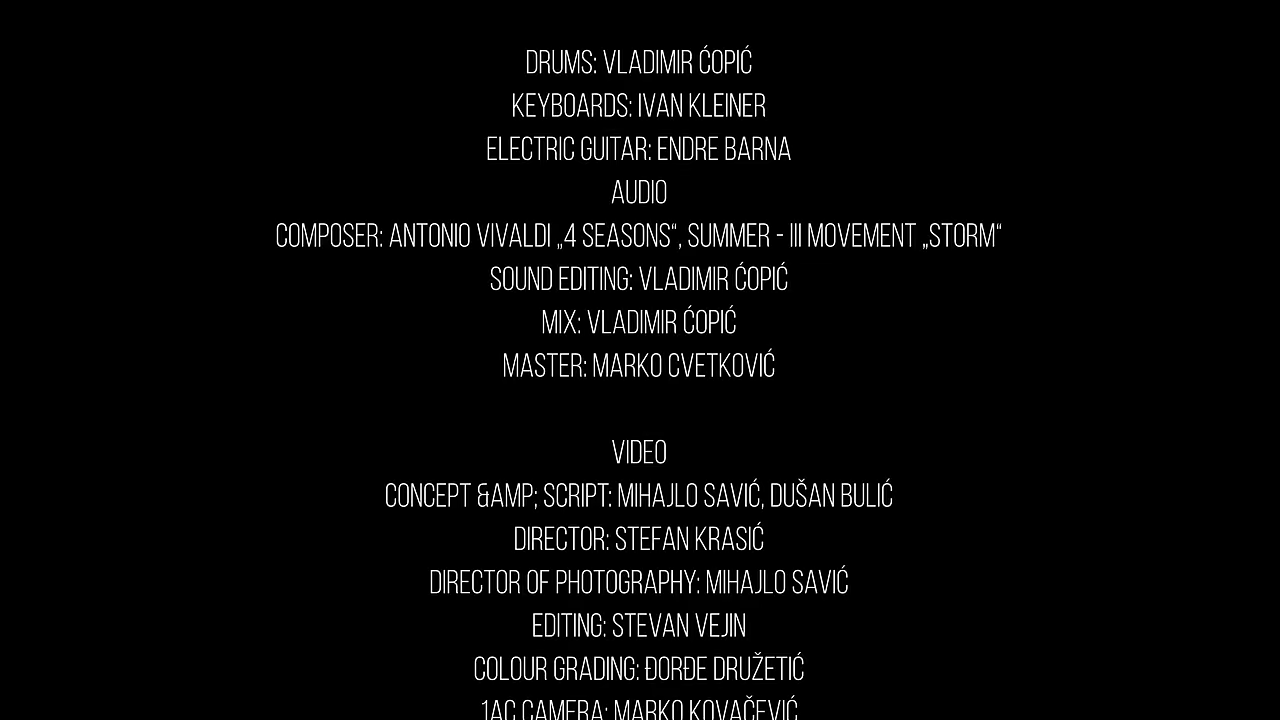 DRUMS: VLADIMIR ĆOPIĆ
KEYBOARDS: IVAN KLEINER
ELECTRIC GUITAR: ENDRE BARNA
AUDIO
COMPOSER: ANTONIO VIVALDI „4 SEASONS“, SUMMER - III MOVEMENT „STORM“
SOUND EDITING: VLADIMIR ĆOPIĆ
MIX: VLADIMIR ĆOPIĆ
MASTER: MARKO CVETKOVIĆ
VIDEO
CONCEPT &AMP; SCRIPT: MIHAJLO SAVIĆ, DUŠAN BULIĆ
DIRECTOR: STEFAN KRASIĆ
DIRECTOR OF PHOTOGRAPHY: MIHAJLO SAVIĆ
EDITING: STEVAN VEJIN
COLOUR GRADING: ĐORĐE DRUŽETIĆ
1AC CAMERA: MARKO KOVAČEVIĆ